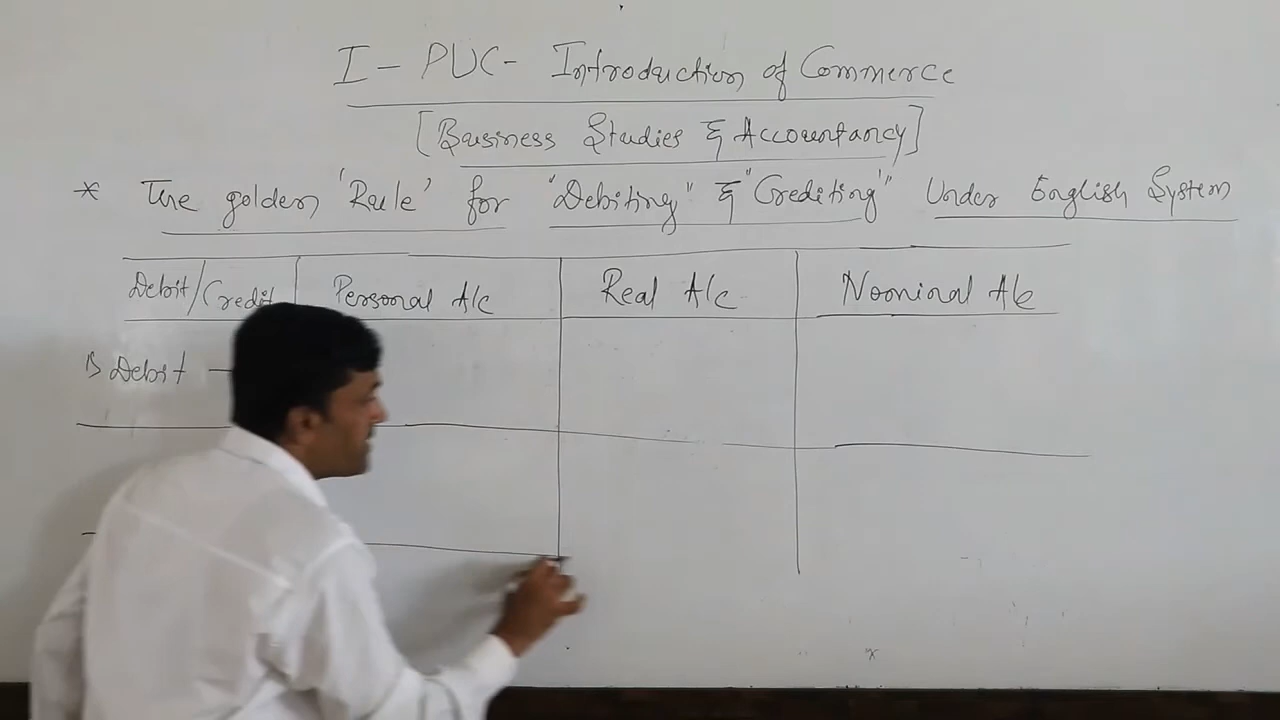 I - PUC - Introduction of Commerce
[Business Studies & Accountancy]
* The golden 'Rule' for "Debiting" & "Crediting" Under English System
Debit/Credit Personal A/c Real A/c Nominal A/c
1) Debit -